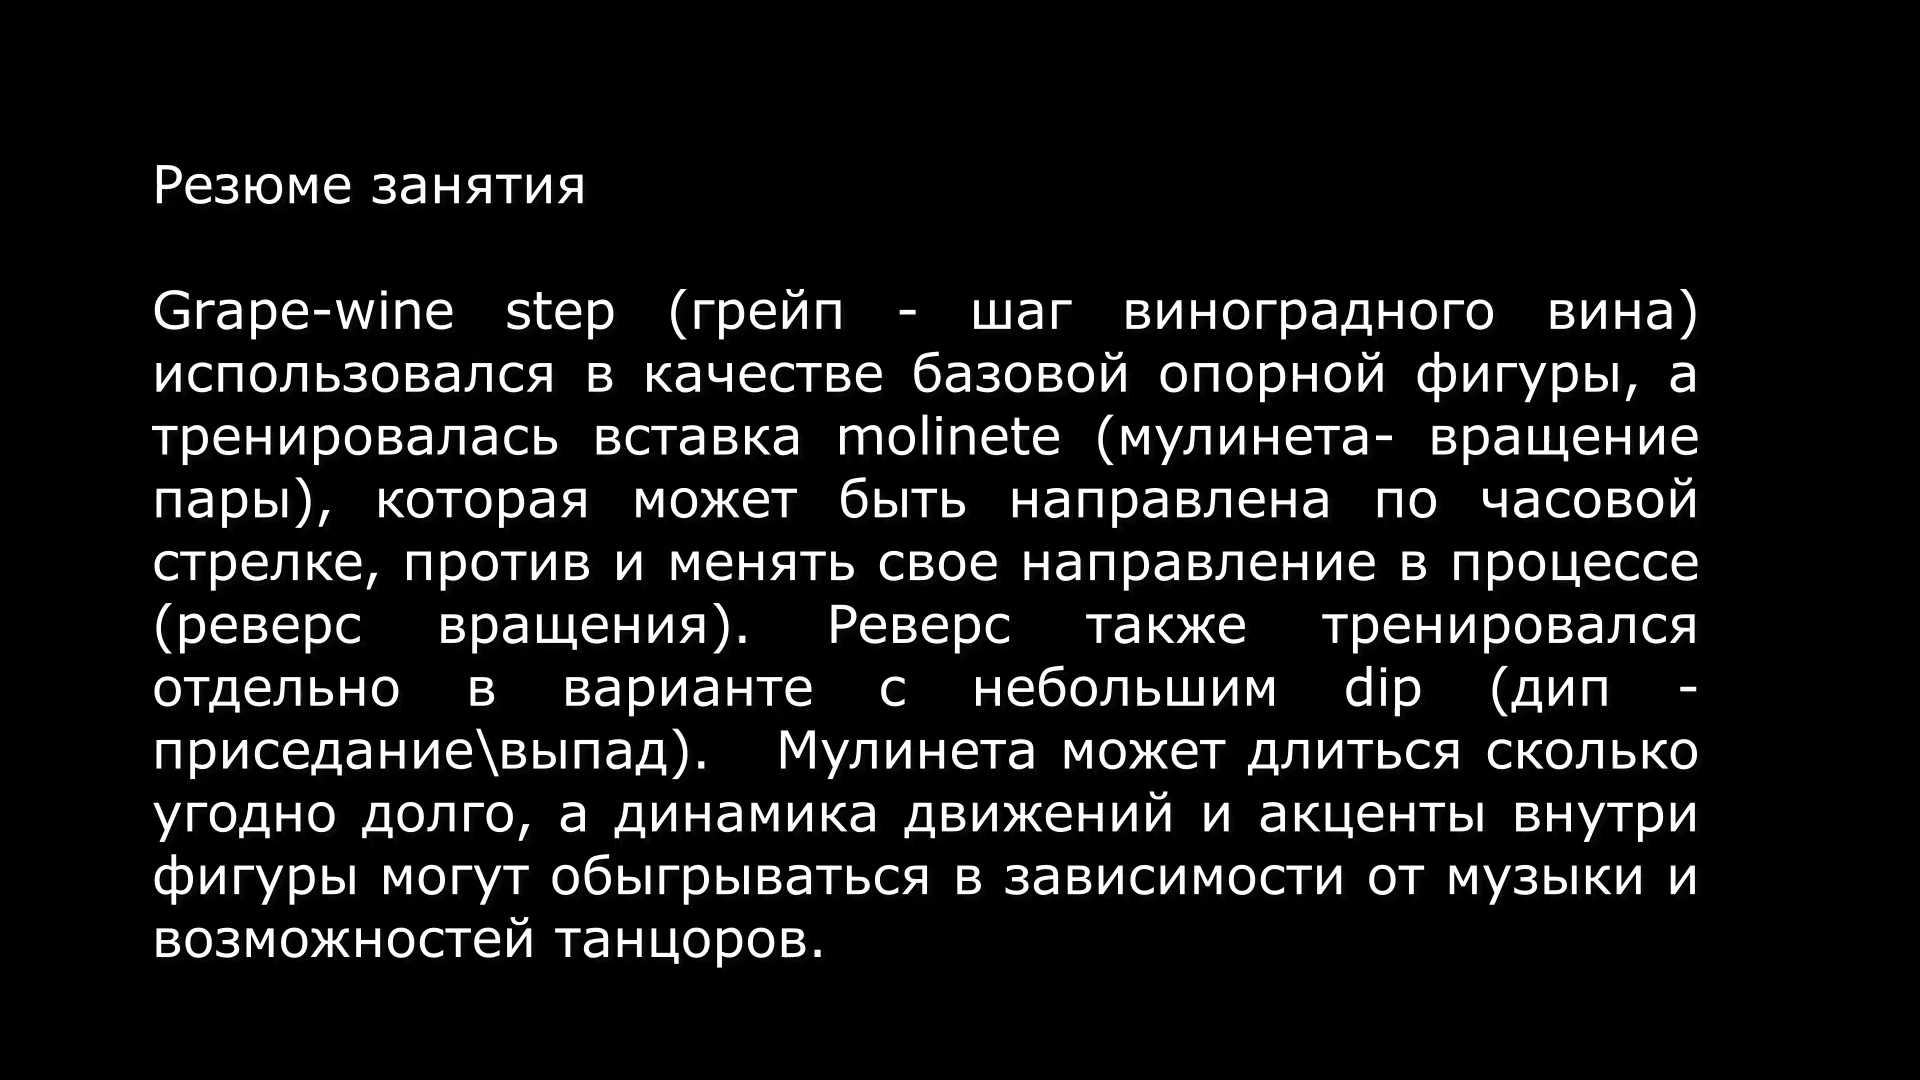 Резюме занятия
Grape-wine step (грейп - шаг виноградного вина)
использовался в качестве базовой опорной фигуры, а
тренировалась вставка molinete (мулинета- вращение
пары), которая может быть направлена по часовой
стрелке, против и менять свое направление в процессе
(реверс вращения). Реверс также тренировался
отдельно в варианте с небольшим dip (дип -
приседание\выпад). Мулинета может длиться сколько
угодно долго, а динамика движений и акценты внутри
фигуры могут обыгрываться в зависимости от музыки и
возможностей танцоров.